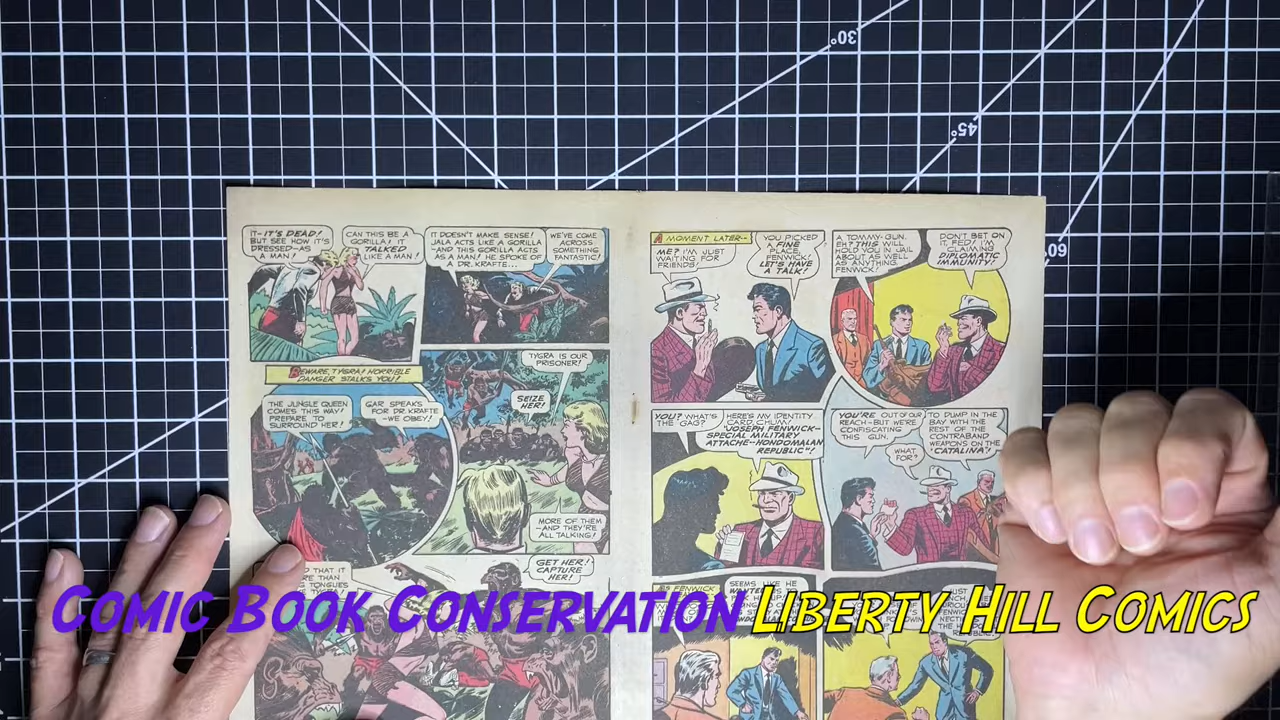 30°
45°
60°
IT- IT'S DEAD!
BUT SEE HOW IT'S
DRESSED-AS
A MAN!
CAN THIS BE A
GORILLA? IT
TALKED
LIKE A MAN!
IT DOESN'T MAKE SENSE!
JALA ACTS LIKE A GORILLA
-AND THIS GORILLA ACTS
AS A MAN! HE SPOKE OF
A DR. KRAFTE...
WE'VE COME
ACROSS
SOMETHING
FANTASTIC!
BEWARE, TYGRA! HORRIBLE
DANGER STALKS YOU!
THE JUNGLE QUEEN
COMES THIS WAY!
PREPARE TO
SURROUND HER!
GAR SPEAKS
FOR DR. KRAFTE
-WE OBEY!
TYGRA IS OUR
PRISONER!
SEIZE
HER!
MORE OF THEM
-AND THEY'RE
ALL TALKING!
GET HER!
CAPTURE
HER!
A MOMENT LATER--
ME? I'M JUST
WAITING FOR
FRIENDS!
YOU PICKED
A FINE
PLACE,
FENWICK!
LET'S HAVE
A TALK!
A TOMMY-GUN,
EH? THIS WILL
HOLD YOU IN JAIL
ABOUT AS WELL
AS ANYTHING,
FENWICK!
DON'T BET ON
IT, FED! I'M
CLAIMING
DIPLOMATIC
IMMUNITY!
YOU? WHAT'S
THE GAG?
HERE'S MY IDENTITY
CARD, CHUM!
"JOSEPH FENWICK-
SPECIAL MILITARY
ATTACHE-HONDOMALAN
REPUBLIC"!
YOU'RE OUT OF OUR
REACH-BUT WE'RE
CONFISCATING
THIS GUN.
WHAT
FOR?
TO DUMP IN THE
BAY WITH THE
REST OF THE
CONTRABAND
WEAPONS ON THE
'CATALINA'!
FENWICK
SEEMS LIKE HE
Comic Book Conservation Liberty Hill Comics